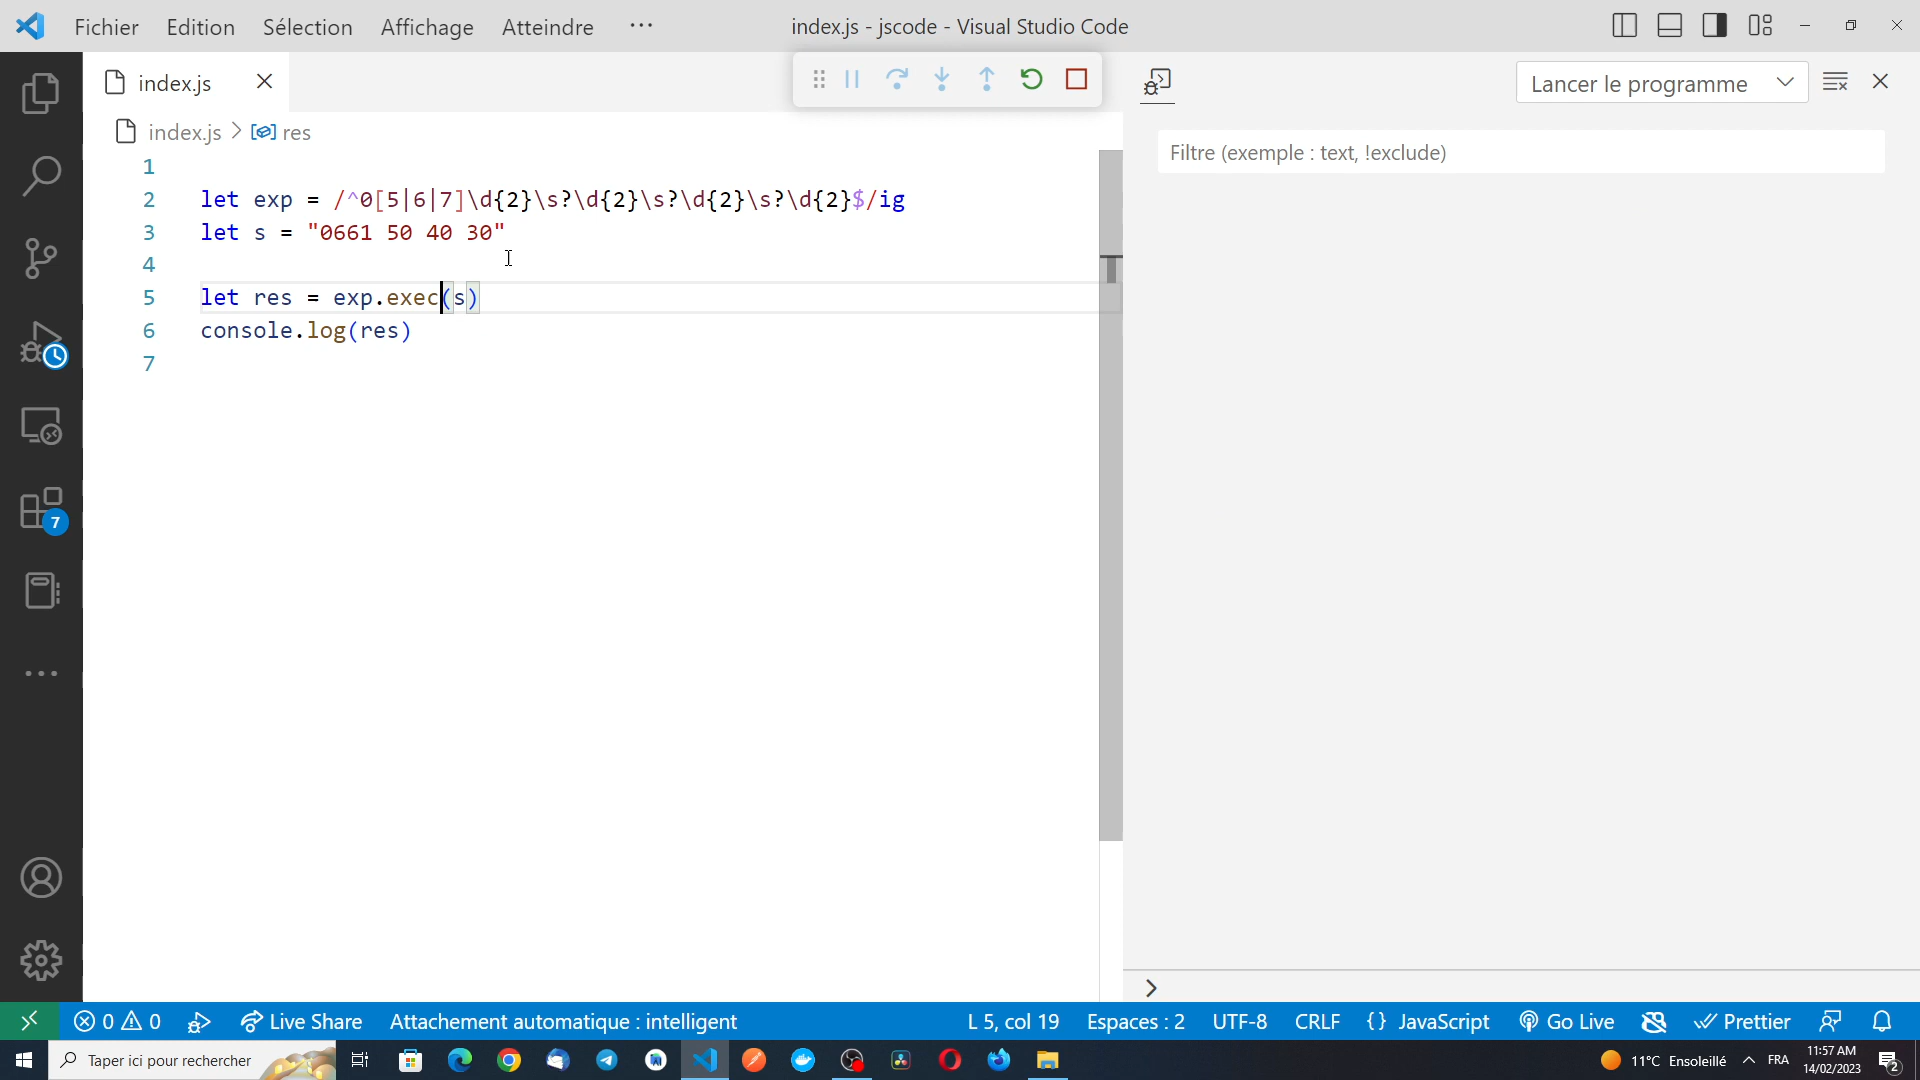 Fichier Edition Sélection Affichage Atteindre ··· index.js - jscode - Visual Studio Code
index.js
Lancer le programme
index.js > res
Filtre (exemple : text, !exclude)
1
2 let exp = /^0[5|6|7]\d{2}\s?\d{2}\s?\d{2}\s?\d{2}$/ig
3 let s = "0661 50 40 30"
4
5 let res = exp.exec(s)
6 console.log(res)
7
7
0 0 Live Share Attachement automatique : intelligent L 5, col 19 Espaces : 2 UTF-8 CRLF {} JavaScript Go Live Prettier
Taper ici pour rechercher 11°C Ensoleillé FRA 11:57 AM
14/02/2023 2